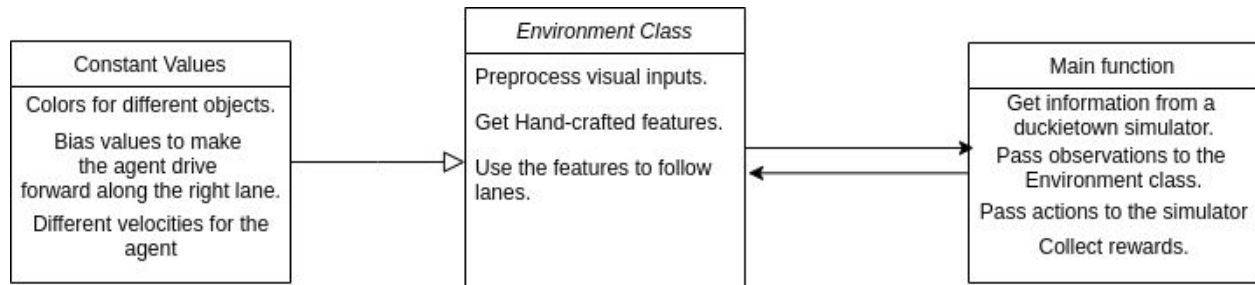 Constant Values
Colors for different objects.
Bias values to make
the agent drive
forward along the right lane.
Different velocities for the
agent
Environment Class
Preprocess visual inputs.
Get Hand-crafted features.
Use the features to follow
lanes.
Main function
Get information from a
duckietown simulator.
Pass observations to the
Environment class.
Pass actions to the simulator
Collect rewards.